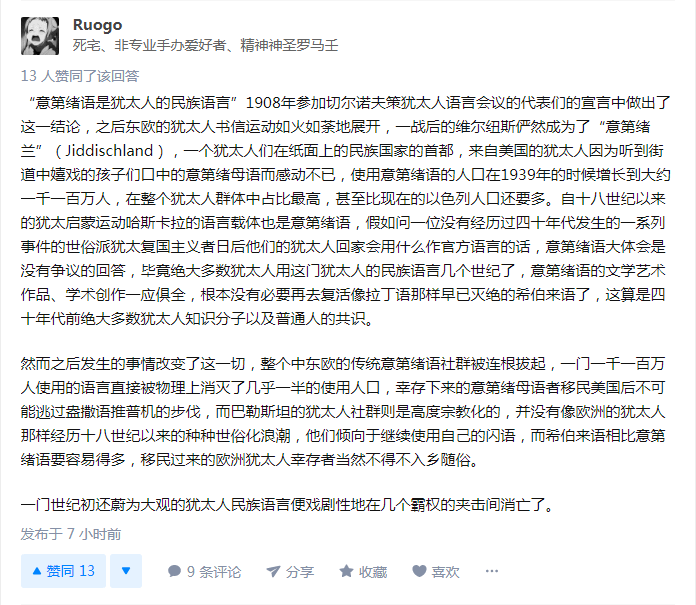 Ruogo
死宅、非专业手办爱好者、精神神圣罗马壬
13 人赞同了该回答
“意第绪语是犹太人的民族语言”1908年参加切尔诺夫策犹太人语言会议的代表们的宣言中做出了
这一结论，之后东欧的犹太人书信运动如火如荼地展开，一战后的维尔纽斯俨然成为了“意第绪
兰”（Jiddischland），一个犹太人们在纸面上的民族国家的首都，来自美国的犹太人因为听到街
道中嬉戏的孩子们口中的意第绪母语而感动不已，使用意第绪语的人口在1939年的时候增长到大约
一千一百万人，在整个犹太人群体中占比最高，甚至比现在的以色列人口还要多。自十八世纪以来
的犹太启蒙运动哈斯卡拉的语言载体也是意第绪语，假如问一位没有经历过四十年代发生的一系列
事件的世俗派犹太复国主义者日后他们的犹太人回家会用什么作官方语言的话，意第绪语大体会是
没有争议的回答，毕竟绝大多数犹太人用这门犹太人的民族语言几个世纪了，意第绪语的文学艺术
作品、学术创作一应俱全，根本没有必要再去复活像拉丁语那样早已灭绝的希伯来语了，这算是四
十年代前绝大多数犹太人知识分子以及普通人的共识。
然而之后发生的事情改变了这一切，整个中东欧的传统意第绪语社群被连根拔起，一门一千一百万
人使用的语言直接被物理上消灭了几乎一半的使用人口，幸存下来的意第绪母语者移民美国后不可
能逃过盎撒语推普机的步伐，而巴勒斯坦的犹太人社群则是高度宗教化的，并没有像欧洲的犹太人
那样经历十八世纪以来的种种世俗化浪潮，他们倾向于继续使用自己的闪语，而希伯来语相比意第
绪语要容易得多，移民过来的欧洲犹太人幸存者当然不得不入乡随俗。
一门世纪初还蔚为大观的犹太人民族语言便戏剧性地在几个霸权的夹击间消亡了。
发布于 7 小时前
赞同 13 9 条评论 分享 收藏 喜欢